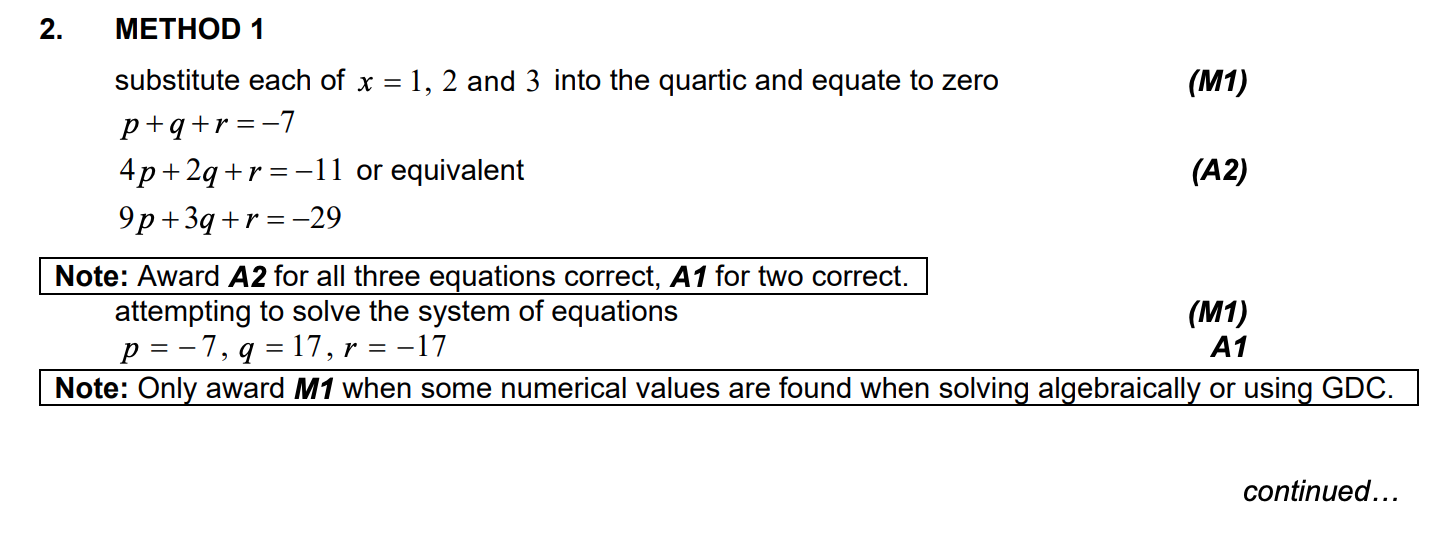 2. METHOD 1
substitute each of x = 1, 2 and 3 into the quartic and equate to zero (M1)
p + q + r = −7
4p + 2q + r = −11 or equivalent (A2)
9p + 3q + r = −29
Note: Award A2 for all three equations correct, A1 for two correct.
attempting to solve the system of equations (M1)
p = −7, q = 17, r = −17 A1
Note: Only award M1 when some numerical values are found when solving algebraically or using GDC.
continued…